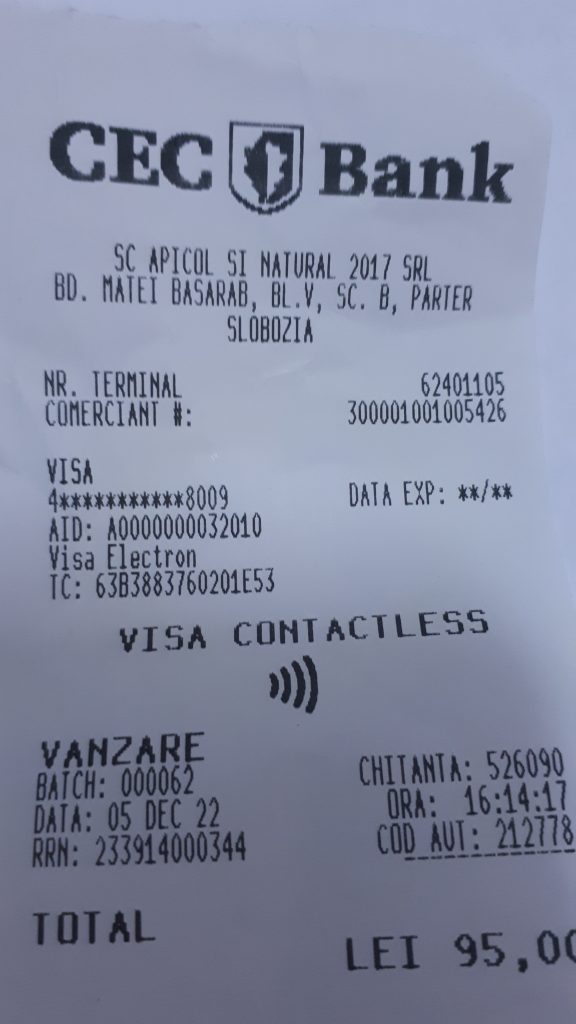 CEC Bank
SC APICOL SI NATURAL 2017 SRL
BD. MATEI BASARAB, BL.V, SC. B, PARTER
SLOBOZIA
NR. TERMINAL 62401105
COMERCIANT #: 300001001005426
VISA
4***********8009 DATA EXP: **/**
AID: A0000000032010
Visa Electron
TC: 63B3883760201E53
VISA CONTACTLESS
VANZARE
BATCH: 000062 CHITANTA: 526090
DATA: 05 DEC 22 ORA: 16:14:17
RRN: 233914000344 COD AUT: 212778
TOTAL
LEI 95,00